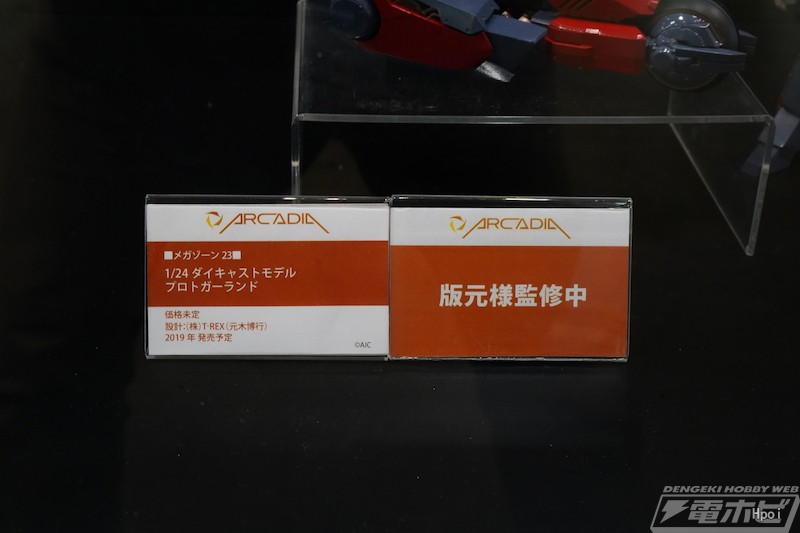 ARCADIA
■メガゾーン 23■
1/24 ダイキャストモデル
プロトガーランド
価格未定
設計:(株)T-REX(元木博行)
2019 年 発売予定
©AIC
ARCADIA
版元様監修中
DENGEKI HOBBY WEB
電ホビ
Hpoi